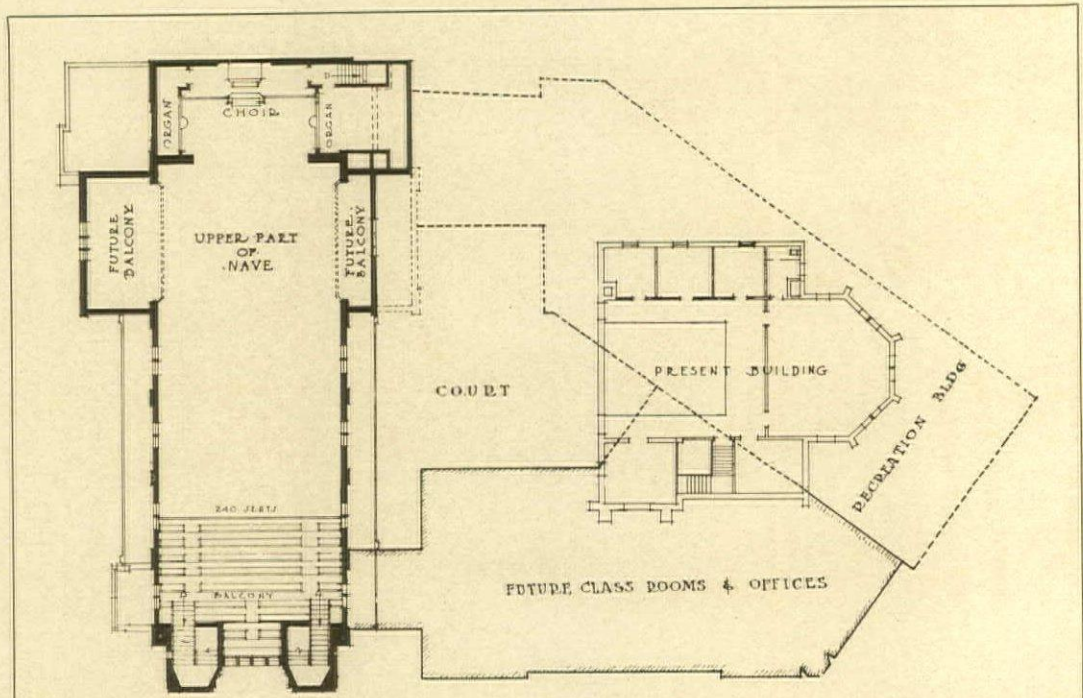 ORGAN
CHOIR
ORGAN
D
FUTURE
BALCONY
UPPER PART
OF
NAVE
FUTURE
BALCONY
COURT
PRESENT BUILDING
RECREATION BLDG
240 SEATS
BALCONY
FUTURE CLASS ROOMS & OFFICES